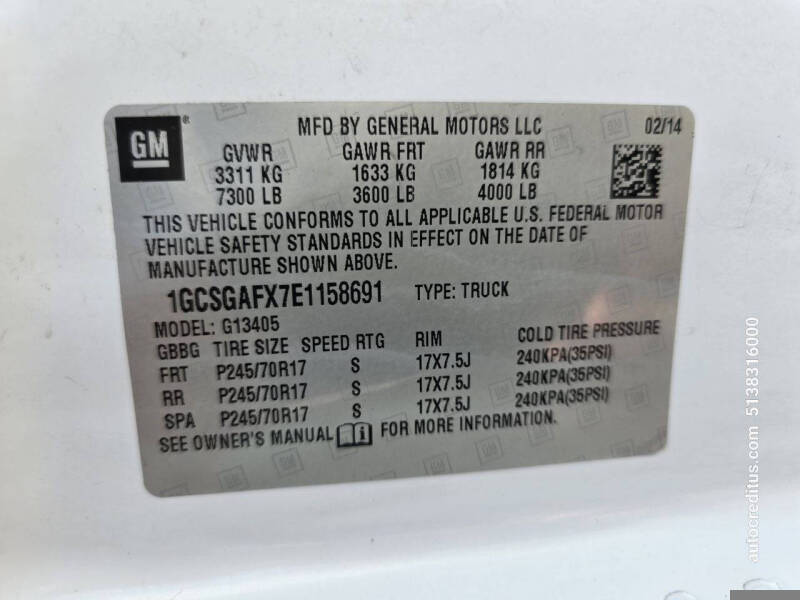 GM ®
MFD BY GENERAL MOTORS LLC 02/14
GVWR GAWR FRT GAWR RR
3311 KG 1633 KG 1814 KG
7300 LB 3600 LB 4000 LB
THIS VEHICLE CONFORMS TO ALL APPLICABLE U.S. FEDERAL MOTOR
VEHICLE SAFETY STANDARDS IN EFFECT ON THE DATE OF
MANUFACTURE SHOWN ABOVE.
1GCSGAFX7E1158691 TYPE: TRUCK
MODEL: G13405
GBBG TIRE SIZE SPEED RTG RIM COLD TIRE PRESSURE
FRT P245/70R17 S 17X7.5J 240KPA(35PSI)
RR P245/70R17 S 17X7.5J 240KPA(35PSI)
SPA P245/70R17 S 17X7.5J 240KPA(35PSI)
SEE OWNER'S MANUAL FOR MORE INFORMATION.
autocreditus.com / 5138316000